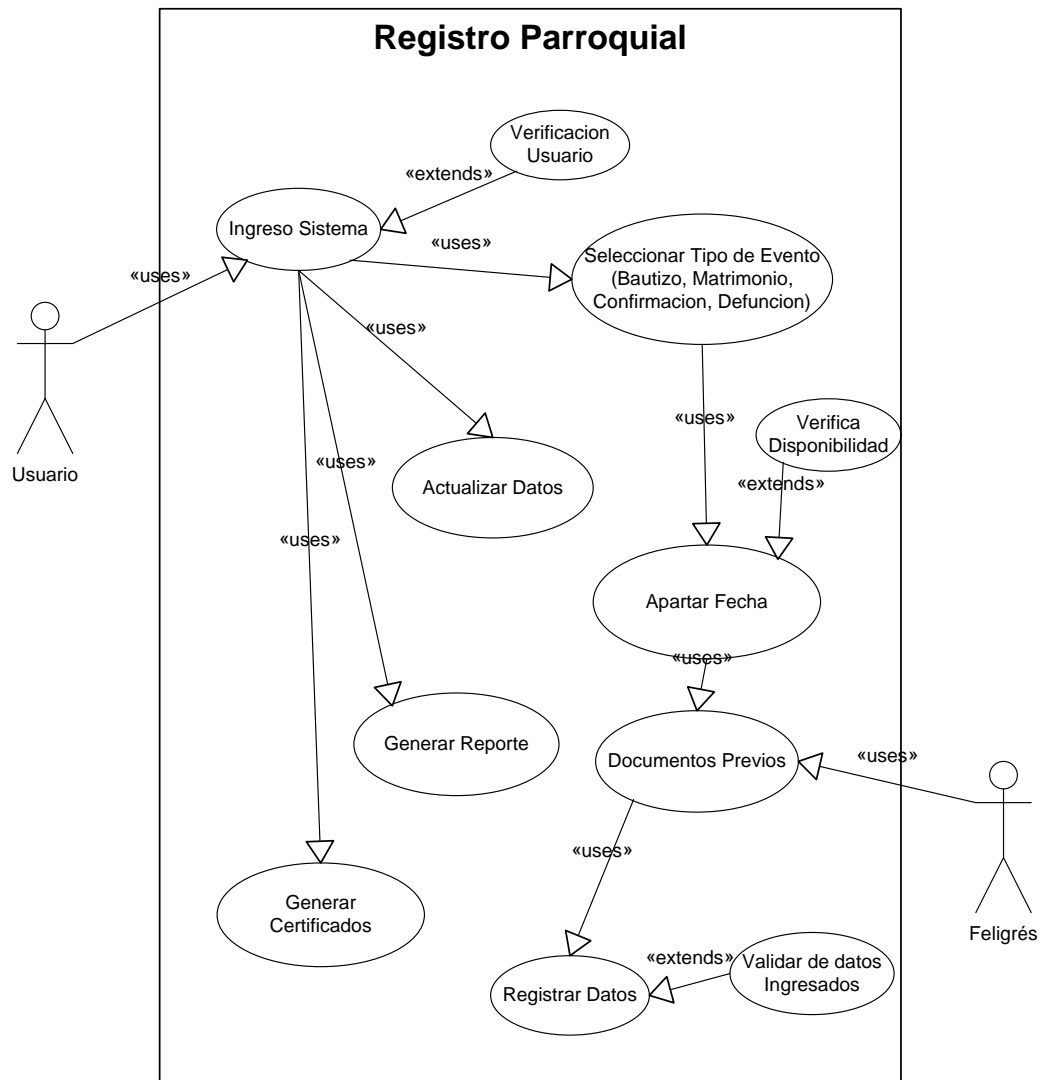 Registro Parroquial
Verificacion
Usuario
«extends»
Ingreso Sistema
«uses»
Seleccionar Tipo de Evento
(Bautizo, Matrimonio,
Confirmacion, Defuncion)
«uses»
Usuario
«uses»
«uses»
Verifica
Disponibilidad
«extends»
Actualizar Datos
«uses»
«uses»
Apartar Fecha
«uses»
Generar Reporte
Documentos Previos
«uses»
Feligrés
«uses»
Generar
Certificados
Registrar Datos
«extends»
Validar de datos
Ingresados